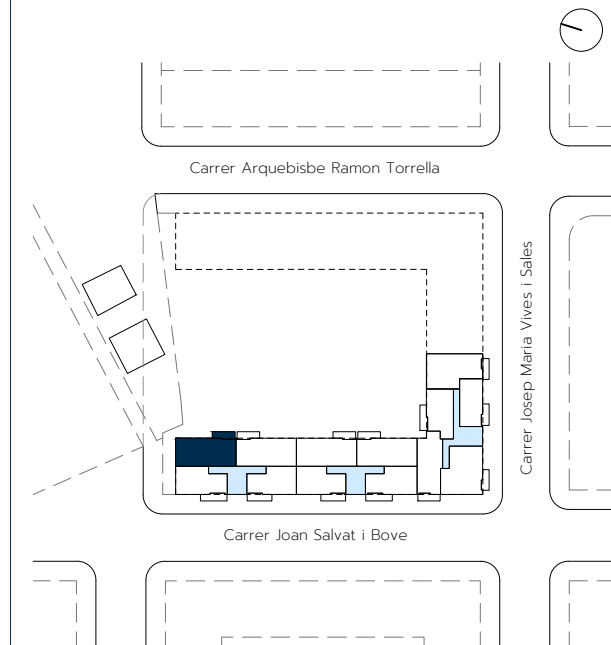 Carrer Arquebisbe Ramon Torrella
Carrer Josep Maria Vives i Sales
Carrer Joan Salvat i Bove